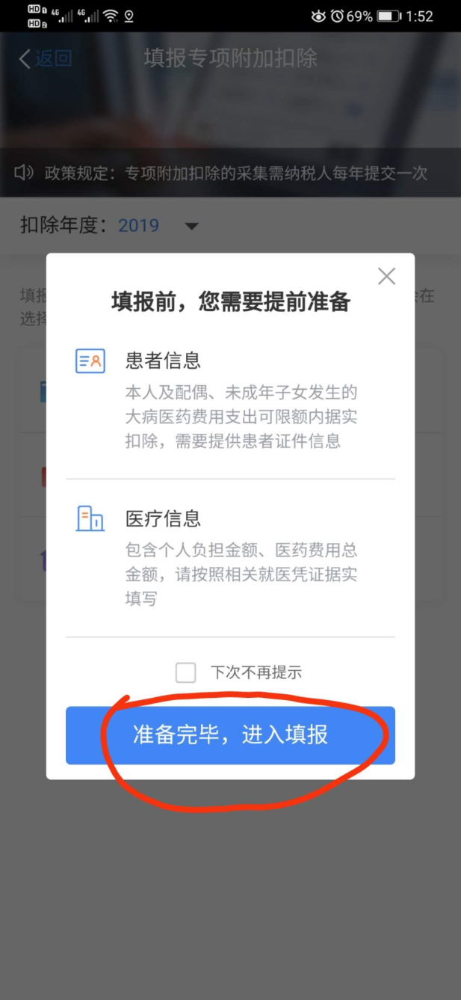 HD 1 4G 4G 69% 1:52
HD 2
返回 填报专项附加扣除
政策规定：专项附加扣除的采集需纳税人每年提交一次
扣除年度：2019
填报
在
选择
填报前，您需要提前准备
患者信息
本人及配偶、未成年子女发生的
大病医药费用支出可限额内据实
扣除，需要提供患者证件信息
医疗信息
包含个人负担金额、医药费用总
金额，请按照相关就医凭证据实
填写
下次不再提示
准备完毕，进入填报